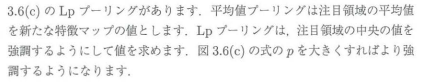 3.6(c) の Lp プーリングがあります．平均値プーリングは注目領域の平均値
を新たな特徴マップの値とします．Lp プーリングは，注目領域の中央の値を
強調するようにして値を求めます．図 3.6(c) の式の p を大きくすればより強
調するようになります．